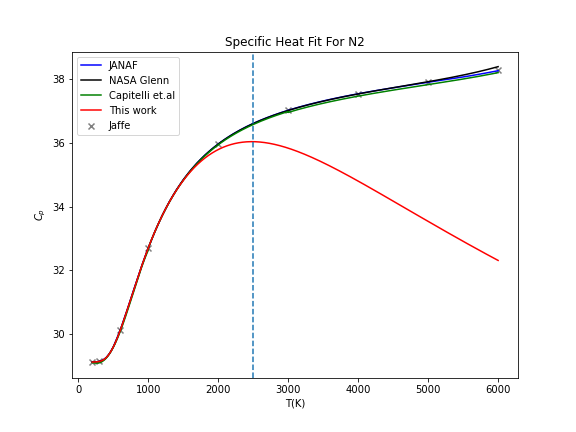 Specific Heat Fit For N2
JANAF
NASA Glenn
Capitelli et.al
This work
Jaffe
38
36
34
32
30
C_p
0 1000 2000 3000 4000 5000 6000
T(K)